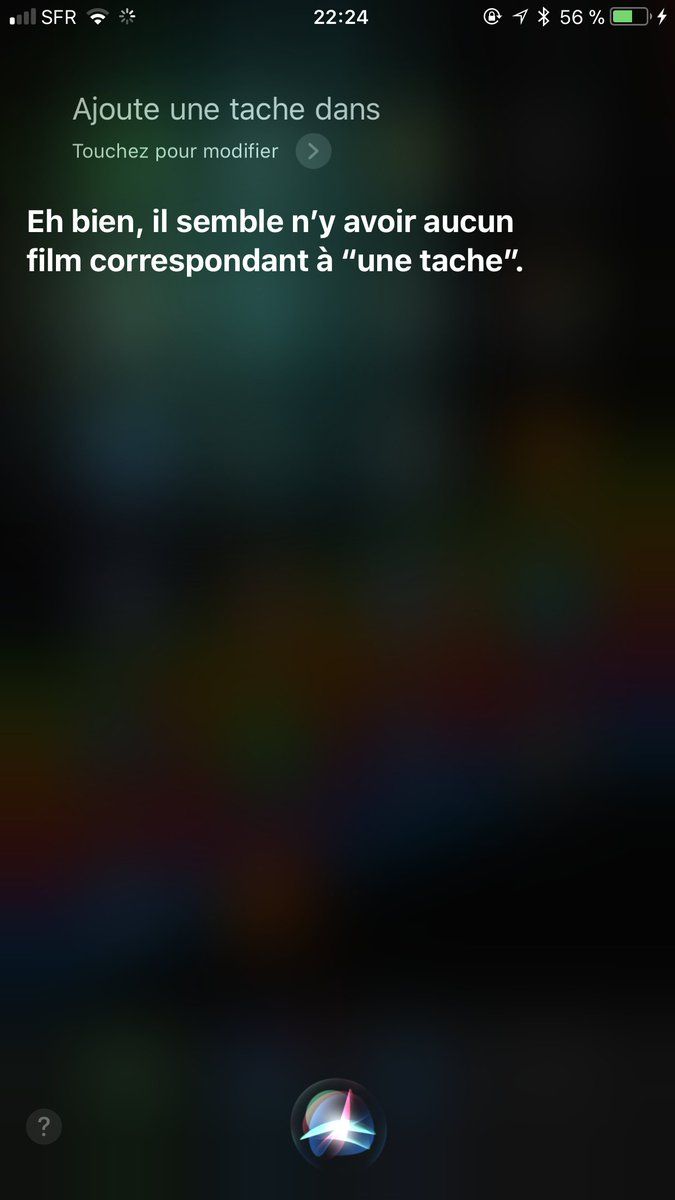 SFR 22:24 56 %
Ajoute une tache dans
Touchez pour modifier
Eh bien, il semble n’y avoir aucun
film correspondant à “une tache”.
?